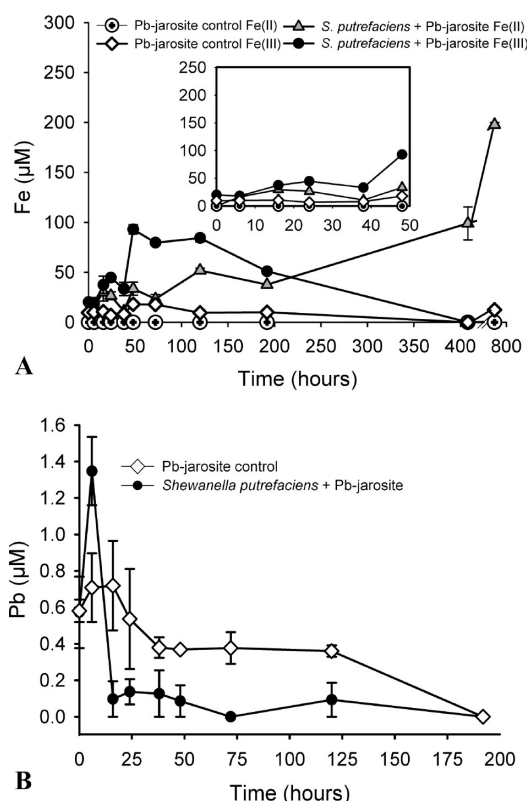 Pb-jarosite control Fe(II) S. putrefaciens + Pb-jarosite Fe(II)
Pb-jarosite control Fe(III) S. putrefaciens + Pb-jarosite Fe(III)
300
250
200
150
100
50
0
Fe (µM)
250
200
150
100
50
0
0 10 20 30 40 50
0 50 100 150 200 250 300 350 400 800
Time (hours)
A
1.6
1.4
1.2
1.0
0.8
0.6
0.4
0.2
0.0
Pb (µM)
Pb-jarosite control
Shewanella putrefaciens + Pb-jarosite
0 25 50 75 100 125 150 175 200
Time (hours)
B